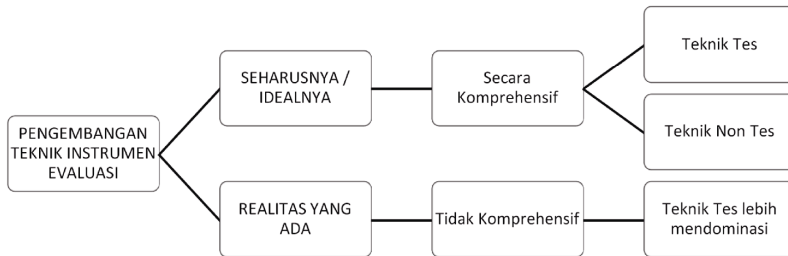 PENGEMBANGAN
TEKNIK INSTRUMEN
EVALUASI
SEHARUSNYA /
IDEALNYA
Secara
Komprehensif
Teknik Tes
Teknik Non Tes
REALITAS YANG
ADA
Tidak Komprehensif
Teknik Tes lebih
mendominasi